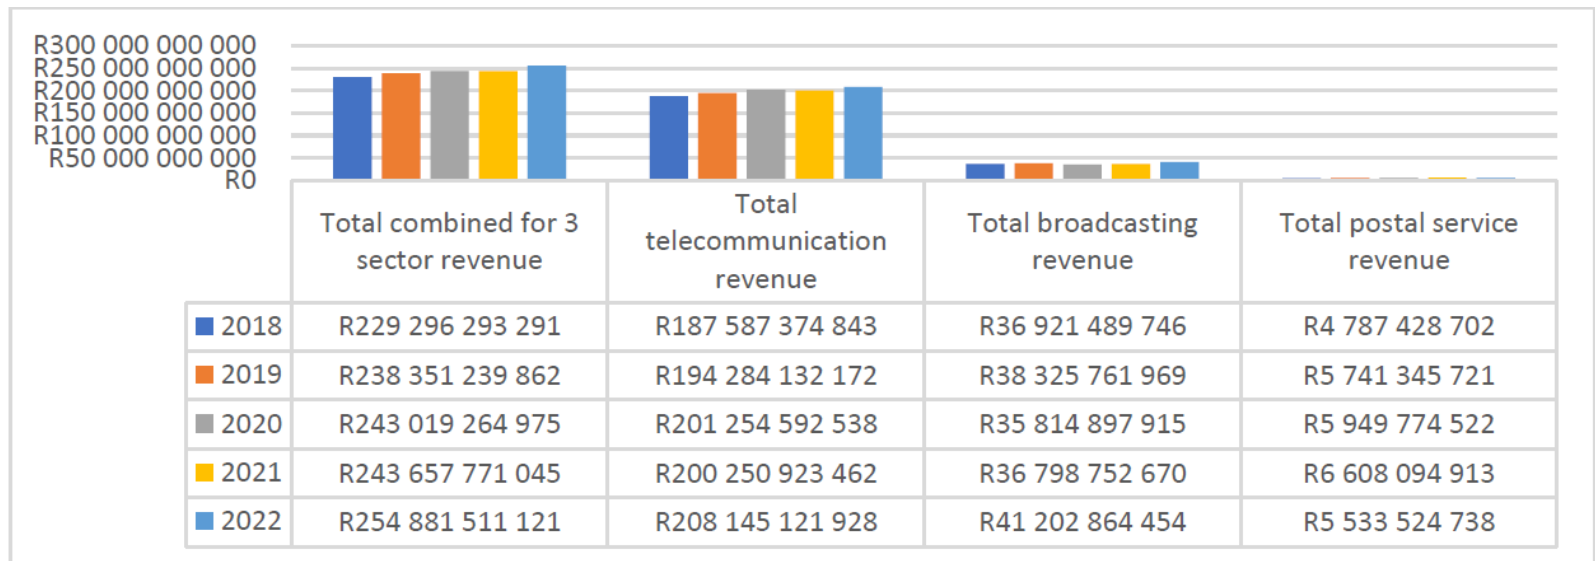 R300 000 000 000
R250 000 000 000
R200 000 000 000
R150 000 000 000
R100 000 000 000
R50 000 000 000
R0
Total combined for 3
sector revenue
Total
telecommunication
revenue
Total broadcasting
revenue
Total postal service
revenue
2018 R229 296 293 291 R187 587 374 843 R36 921 489 746 R4 787 428 702
2019 R238 351 239 862 R194 284 132 172 R38 325 761 969 R5 741 345 721
2020 R243 019 264 975 R201 254 592 538 R35 814 897 915 R5 949 774 522
2021 R243 657 771 045 R200 250 923 462 R36 798 752 670 R6 608 094 913
2022 R254 881 511 121 R208 145 121 928 R41 202 864 454 R5 533 524 738